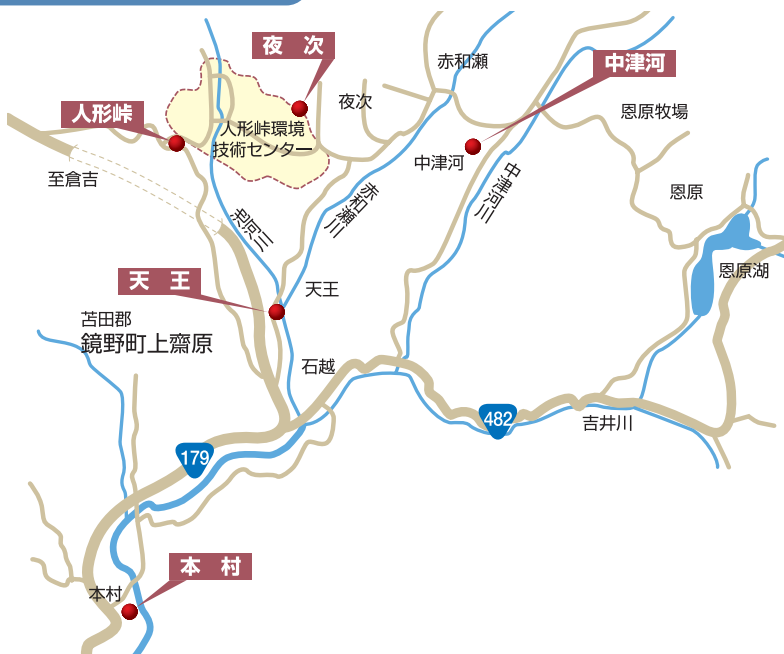 夜 次
赤和瀬
中津河
人形峠
夜次
恩原牧場
人形峠環境
技術センター
中津河
至倉吉
恩原
赤和瀬川
中津河川
池河川
恩原湖
天 王
天王
苫田郡
鏡野町上齋原
石越
482
吉井川
179
本 村
本村